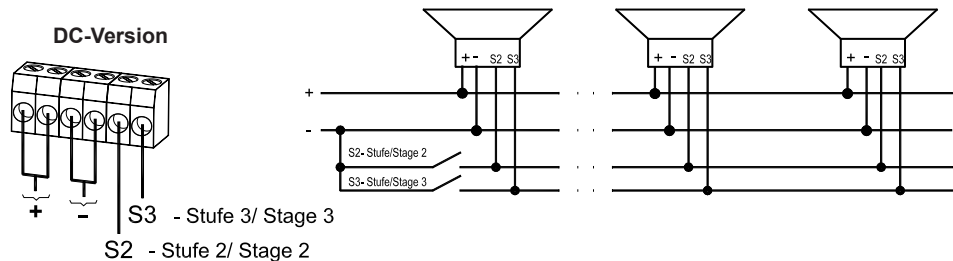 DC-Version
+ -
S3 - Stufe 3/ Stage 3
S2 - Stufe 2/ Stage 2
+ - S2 S3
+ - S2 S3
+ - S2 S3
+
-
S2- Stufe/Stage 2
S3- Stufe/Stage 3